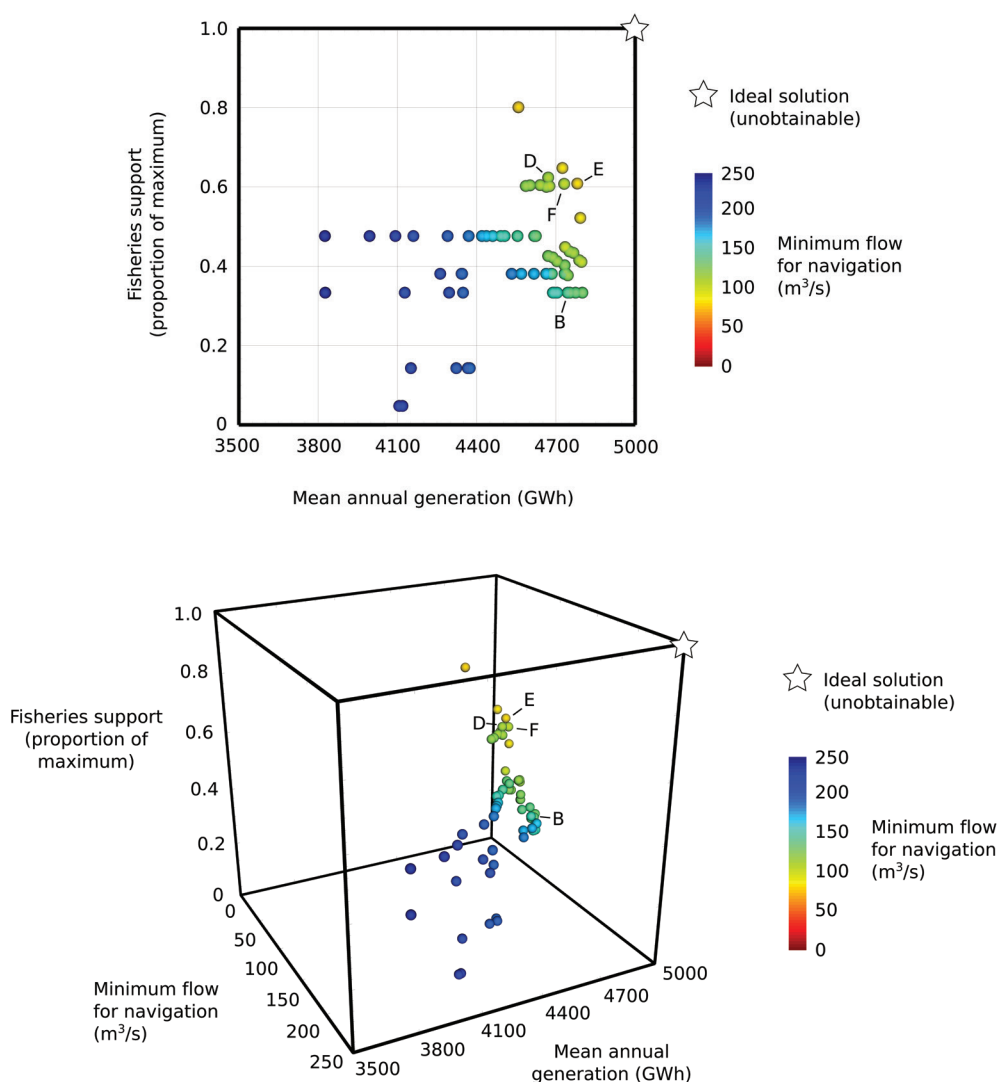 1.0
0.8
0.6
0.4
0.2
0
Fisheries support
(proportion of maximum)
D
E
F
B
3500
3800
4100
4400
4700
5000
Mean annual generation (GWh)
Ideal solution
(unobtainable)
250
200
150
100
50
0
Minimum flow
for navigation
(m³/s)
1.0
0.8
0.6
0.4
0.2
0
Fisheries support
(proportion of
maximum)
E
D
F
B
0
50
100
150
200
250
Minimum flow
for navigation
(m³/s)
3500
3800
4100
4400
4700
5000
Mean annual
generation (GWh)
Ideal solution
(unobtainable)
250
200
150
100
50
0
Minimum flow
for navigation
(m³/s)